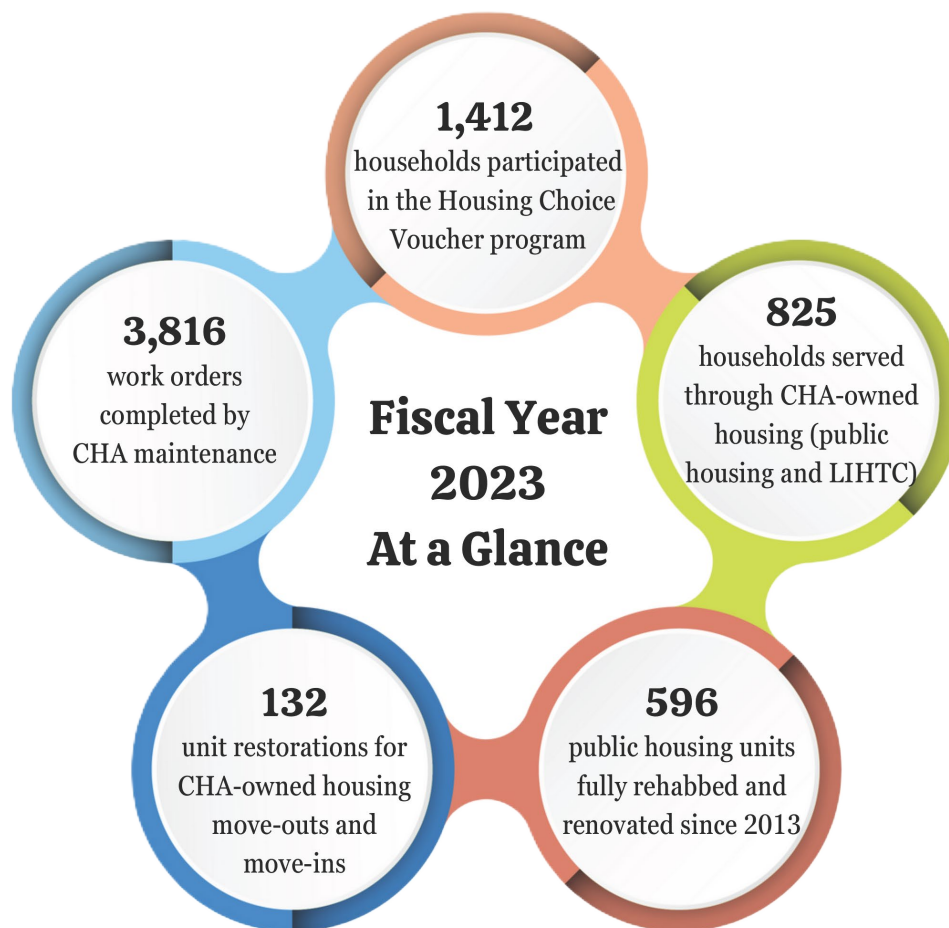 1,412
households participated
in the Housing Choice
Voucher program
825
households served
through CHA-owned
housing (public
housing and LIHTC)
3,816
work orders
completed by
CHA maintenance
Fiscal Year
2023
At a Glance
132
unit restorations for
CHA-owned housing
move-outs and
move-ins
596
public housing units
fully rehabbed and
renovated since 2013